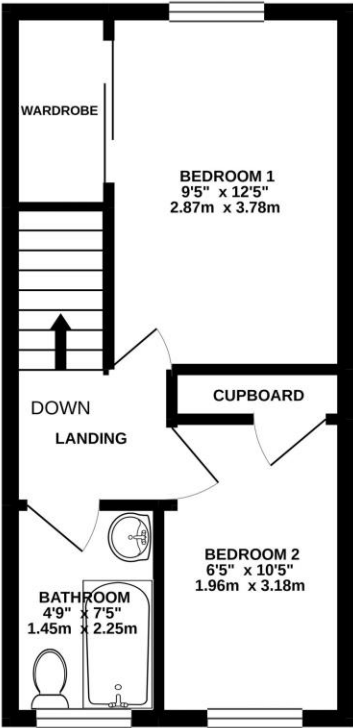 WARDROBE
BEDROOM 1
9'5" x 12'5"
2.87m x 3.78m
CUPBOARD
DOWN
LANDING
BEDROOM 2
6'5" x 10'5"
1.96m x 3.18m
BATHROOM
4'9" x 7'5"
1.45m x 2.25m